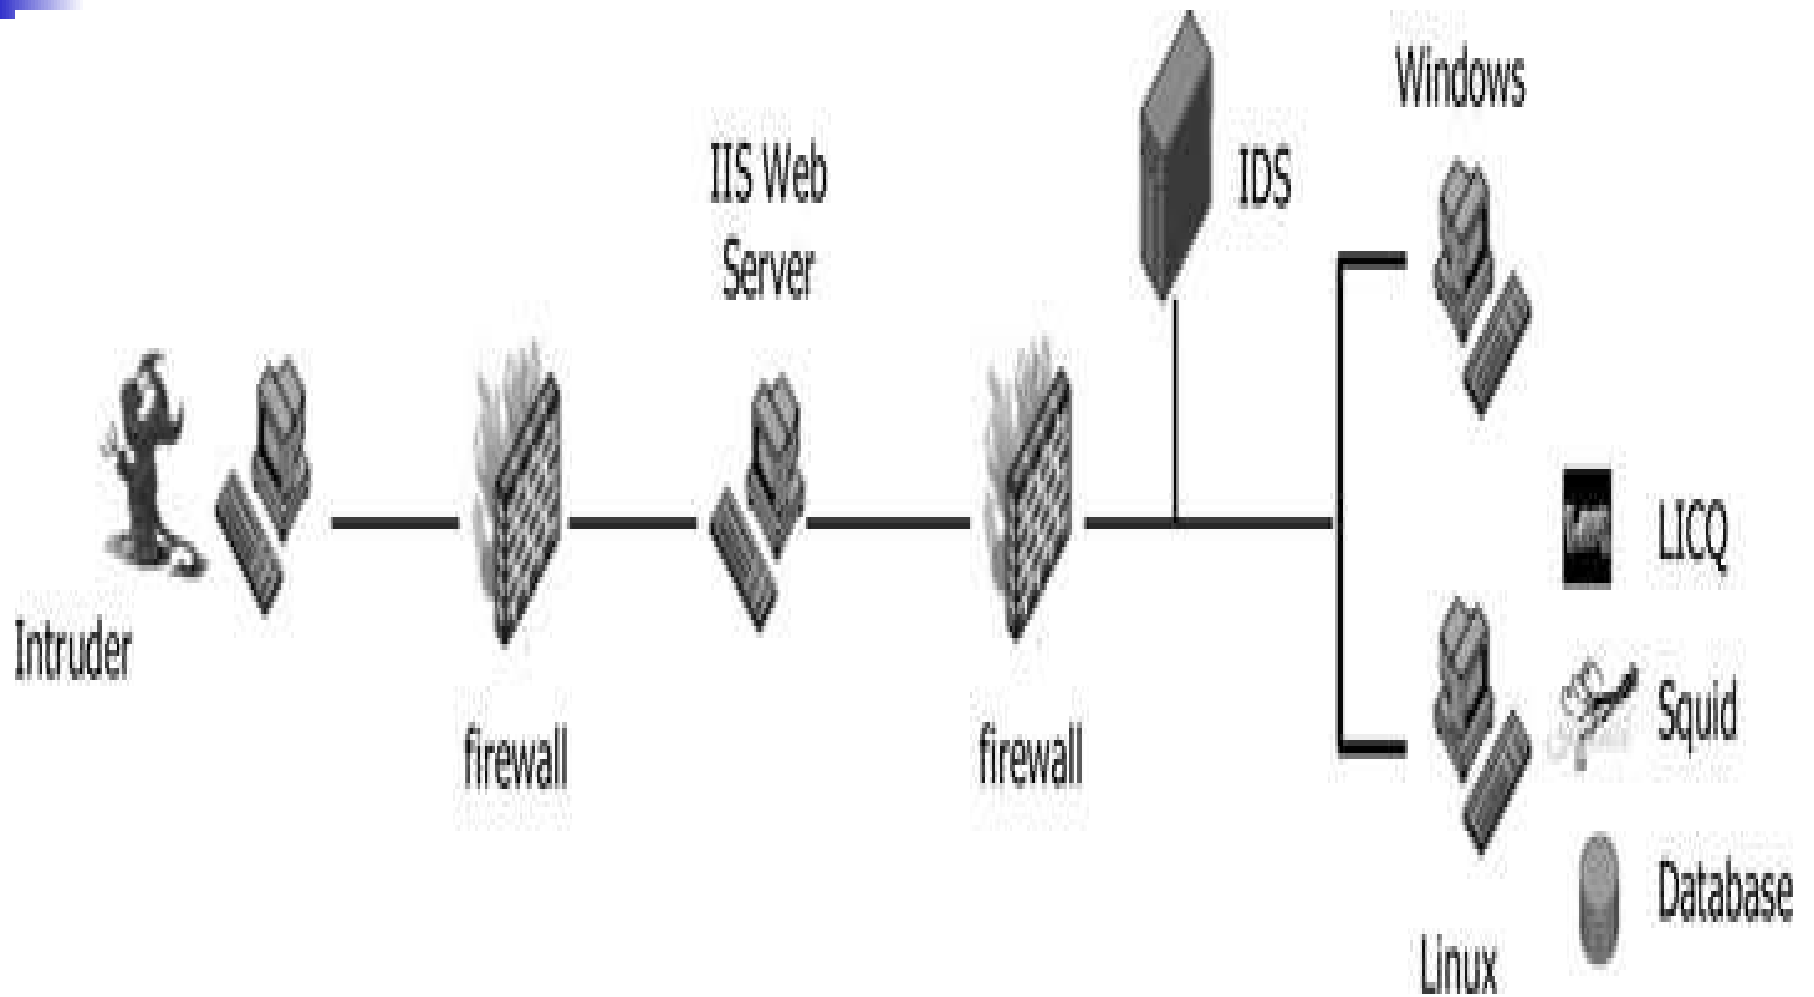 Windows
IIS Web
Server
IDS
Intruder
firewall
firewall
LICQ
Squid
Database
Linux